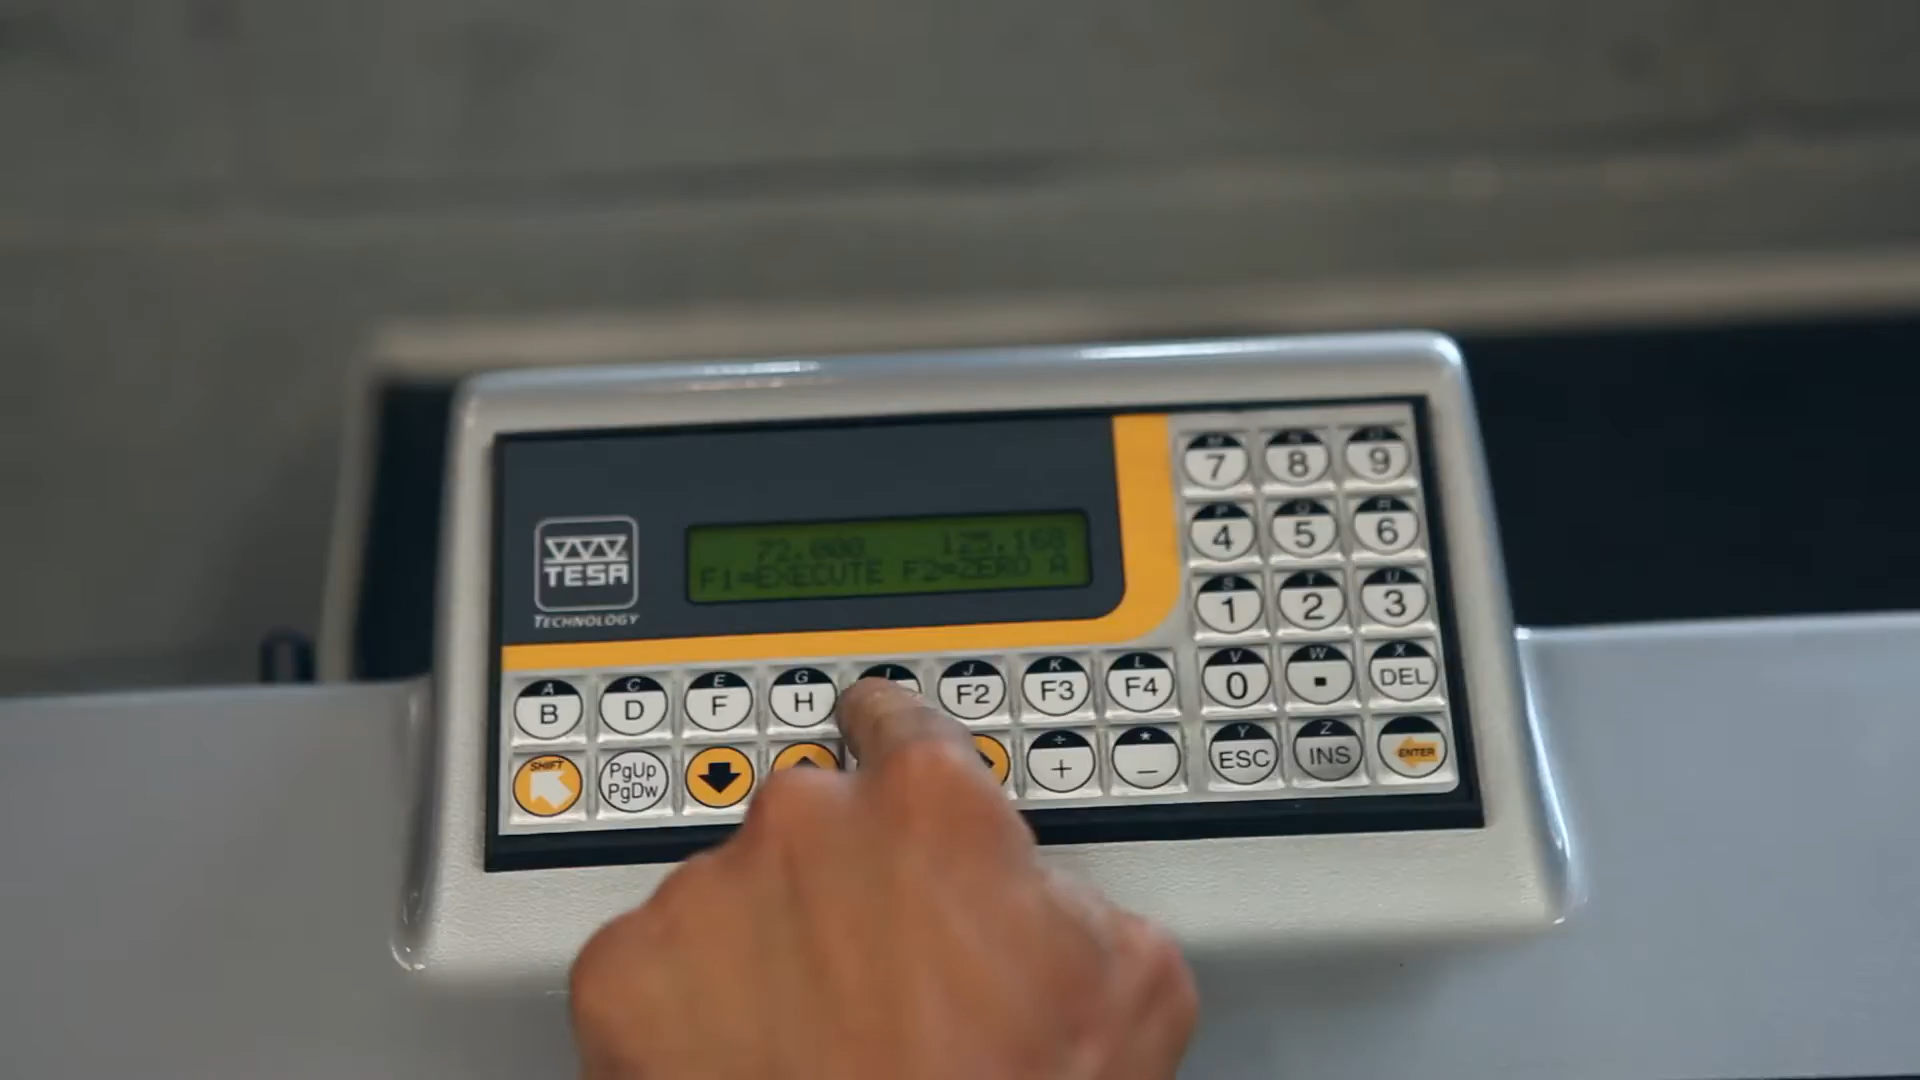 72.000 125.168
F1=EXECUTE F2=ZERO A
TESA
TECHNOLOGY
M N O
7 8 9
P Q R
4 5 6
S T U
1 2 3
A C E G I J K L V W X
B D F H F2 F3 F4 0 . DEL
SHIFT PgUp ÷ * Y Z
PgDw + − ESC INS ENTER